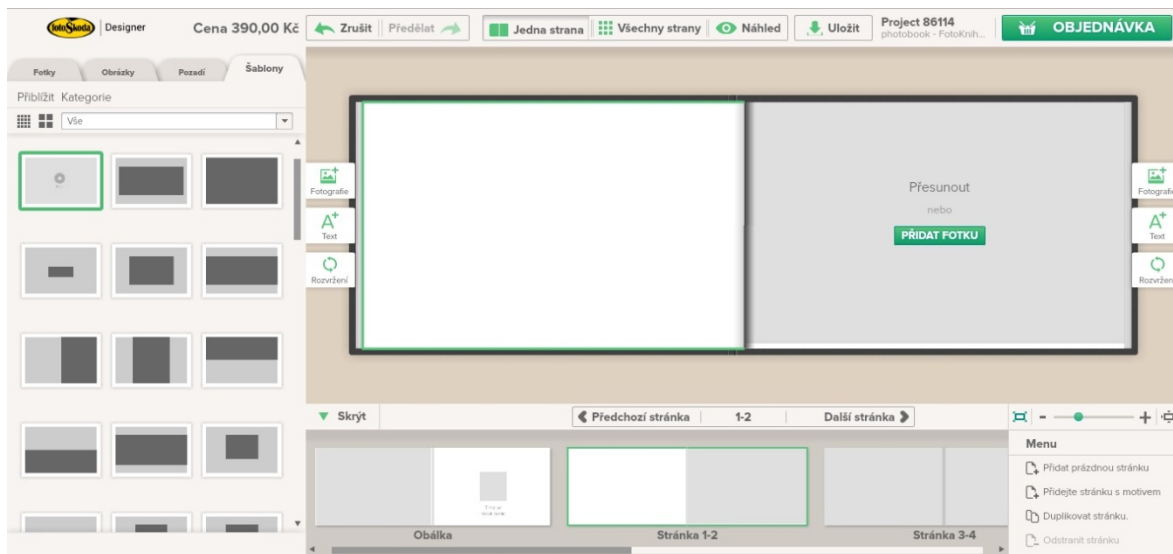 fotoŠkoda Designer
Cena 390,00 Kč
Zrušit Předělat
Jedna strana Všechny strany Náhled
Uložit
Project 86114
photobook - FotoKnih...
OBJEDNÁVKA
Fotky Obrázky Pozadí Šablony
Přiblížit Kategorie
Vše
Fotografie
Text
Rozvržení
Přesunout
nebo
PŘIDAT FOTKU
Fotografie
Text
Rozvržen
Skrýt
Předchozí stránka 1-2 Další stránka
Obálka
Stránka 1-2
Stránka 3-4
Menu
Přidat prázdnou stránku
Přidejte stránku s motivem
Duplikovat stránku.
Odstranit stránku